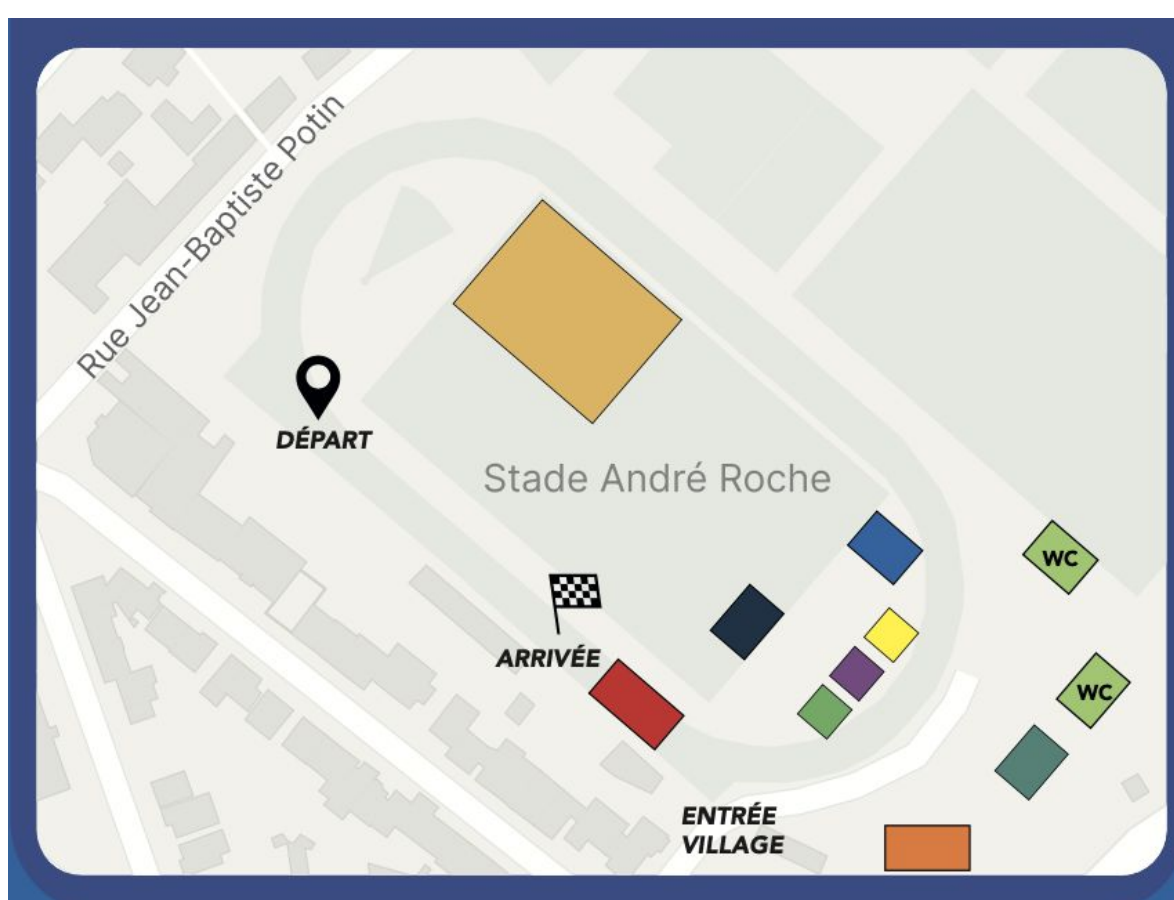 Rue Jean-Baptiste Potin
DÉPART
Stade André Roche
WC
ARRIVÉE
WC
ENTRÉE
VILLAGE